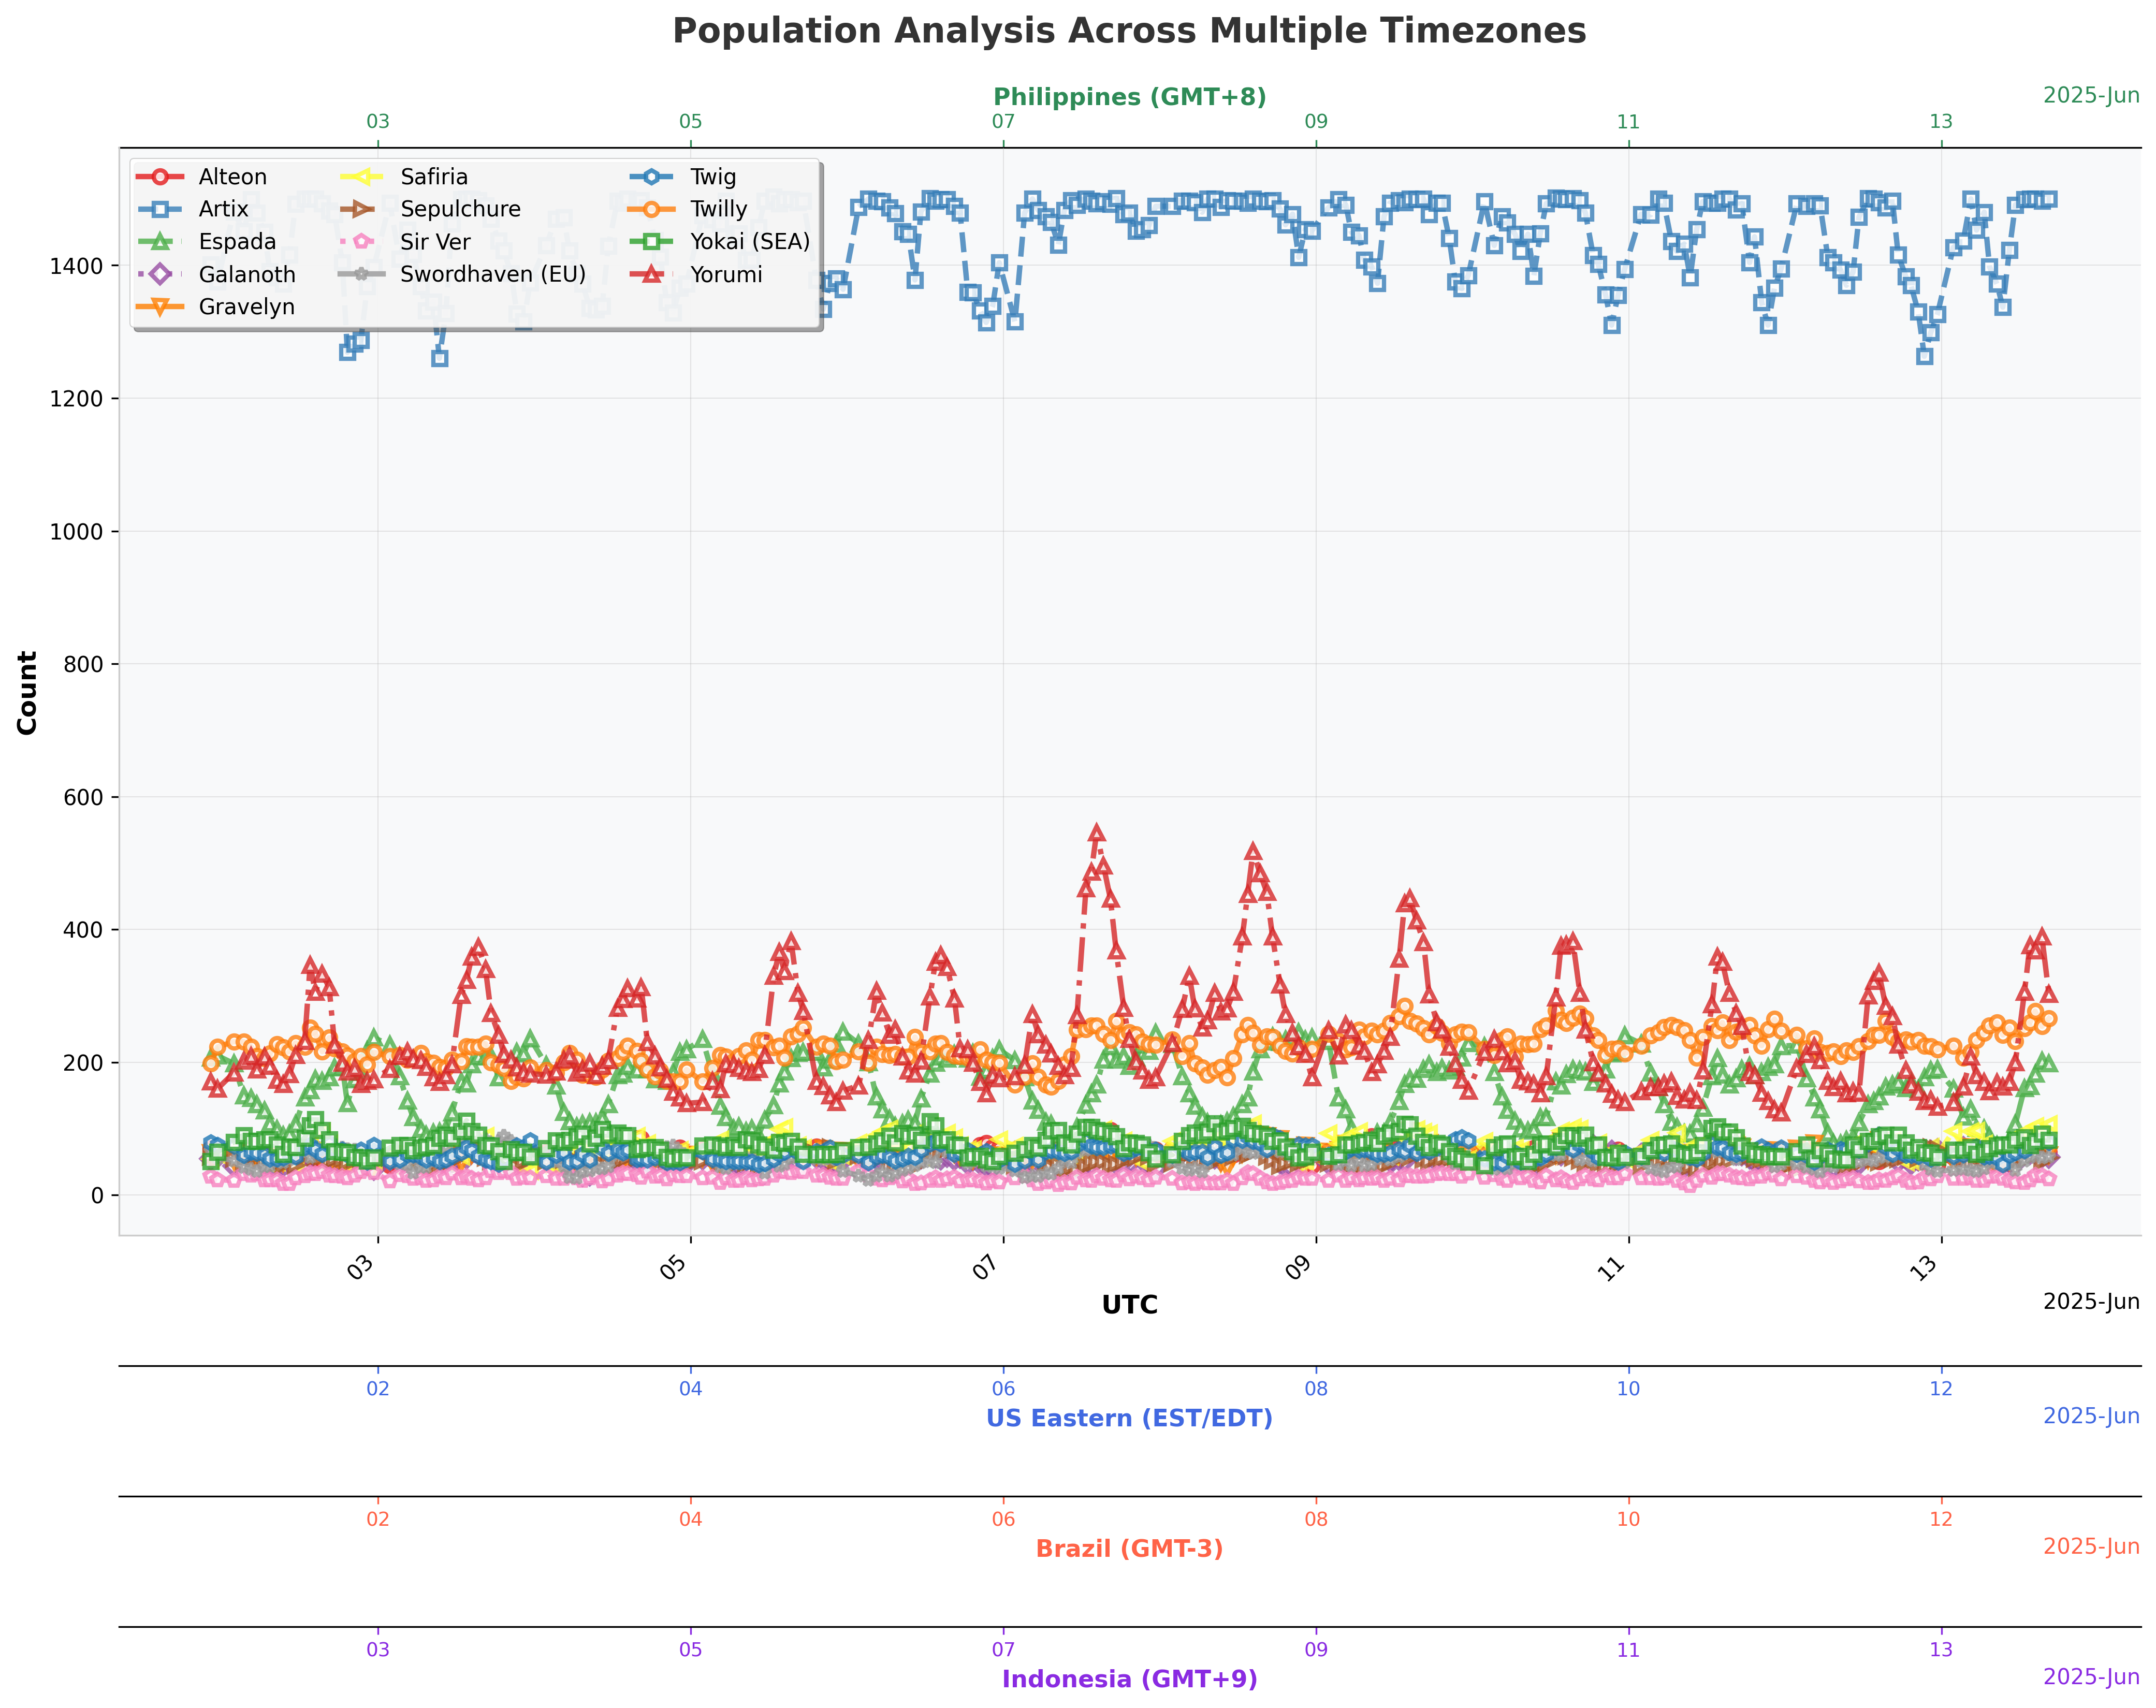 Population Analysis Across Multiple Timezones
Philippines (GMT+8)
2025-Jun
03 05 07 09 11 13
Alteon Safiria Twig
Artix Sepulchure Twilly
Espada Sir Ver Yokai (SEA)
Galanoth Swordhaven (EU) Yorumi
Gravelyn
Count
1400
1200
1000
800
600
400
200
0
03 05 07 09 11 13
UTC
2025-Jun
02 04 06 08 10 12
US Eastern (EST/EDT)
2025-Jun
02 04 06 08 10 12
Brazil (GMT-3)
2025-Jun
03 05 07 09 11 13
Indonesia (GMT+9)
2025-Jun